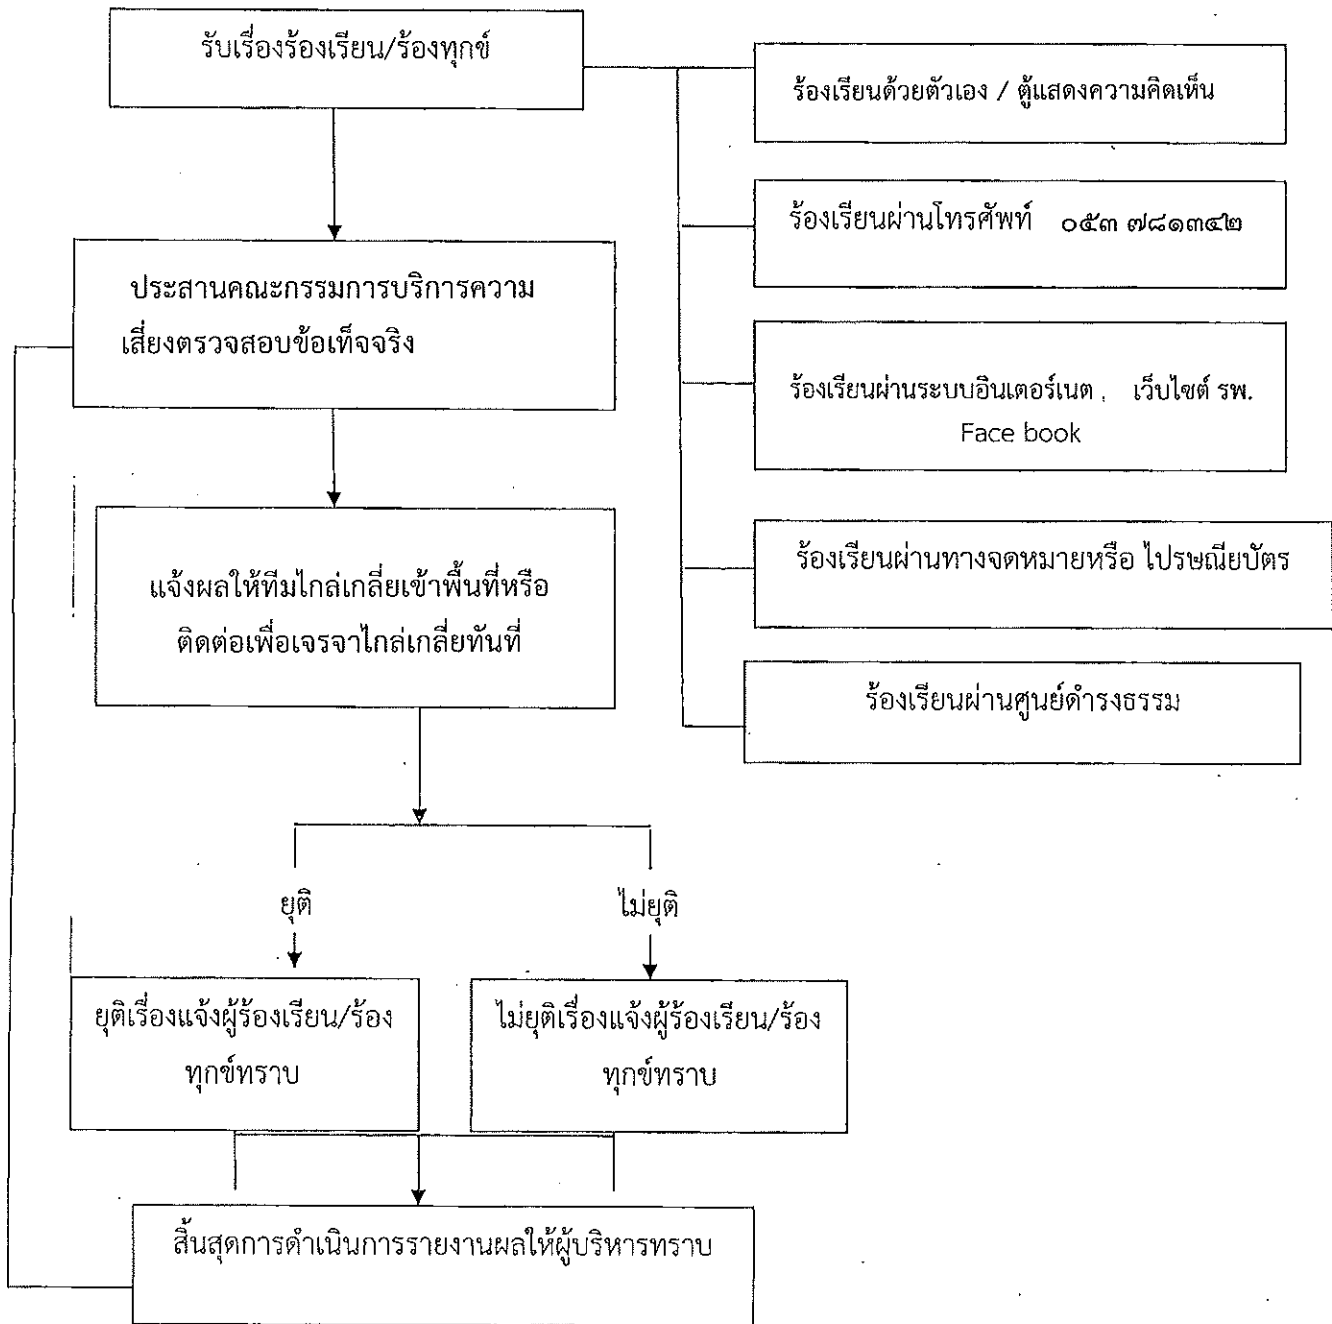 รับเรื่องร้องเรียน/ร้องทุกข์
ร้องเรียนด้วยตัวเอง / ตู้แสดงความคิดเห็น
ร้องเรียนผ่านโทรศัพท์ ๐๕๓ ๗๘๑๓๔๒
ประสานคณะกรรมการบริการความ
เสี่ยงตรวจสอบข้อเท็จจริง
ร้องเรียนผ่านระบบอินเตอร์เนต , เว็บไซต์ รพ.
Face book
แจ้งผลให้ทีมไกล่เกลี่ยเข้าพื้นที่หรือ
ติดต่อเพื่อเจรจาไกล่เกลี่ยทันที่
ร้องเรียนผ่านทางจดหมายหรือ ไปรษณียบัตร
ร้องเรียนผ่านศูนย์ดำรงธรรม
ยุติ
ไม่ยุติ
ยุติเรื่องแจ้งผู้ร้องเรียน/ร้อง
ทุกข์ทราบ
ไม่ยุติเรื่องแจ้งผู้ร้องเรียน/ร้อง
ทุกข์ทราบ
สิ้นสุดการดำเนินการรายงานผลให้ผู้บริหารทราบ